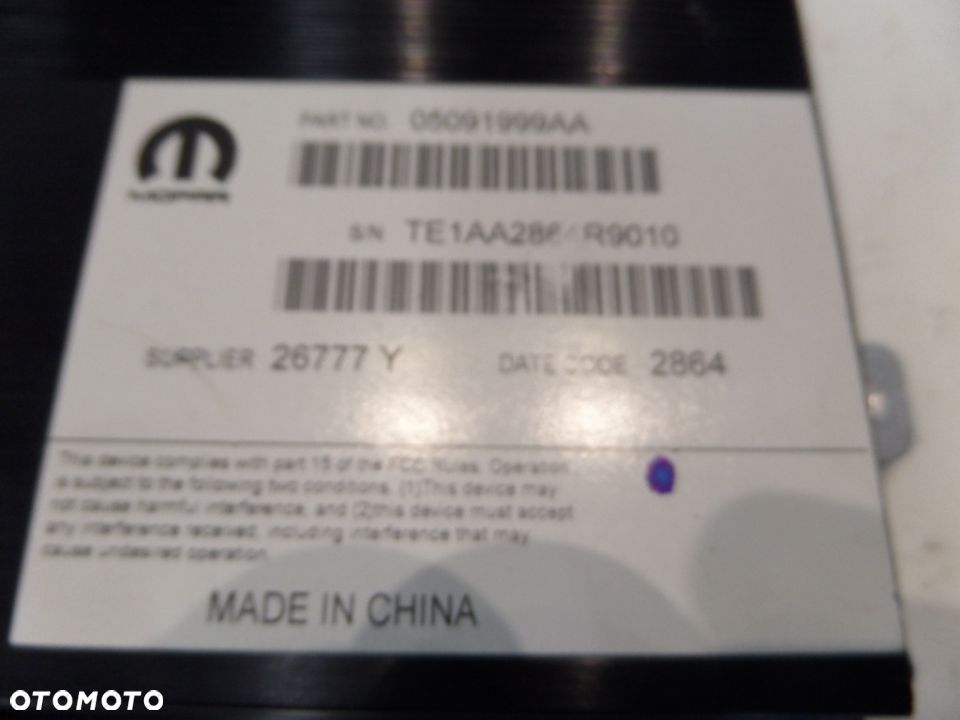 MOPAR
PART NO. 05091999AA
S/N TE1AA2864R9010
SUPPLIER 26777 Y DATE CODE 2864
This device complies with part 15 of the FCC Rules. Operation
is subject to the following two conditions. (1)This device may
not cause harmful interference, and (2)this device must accept
any interference received, including interference that may
cause undesired operation.
MADE IN CHINA
OTOMOTO